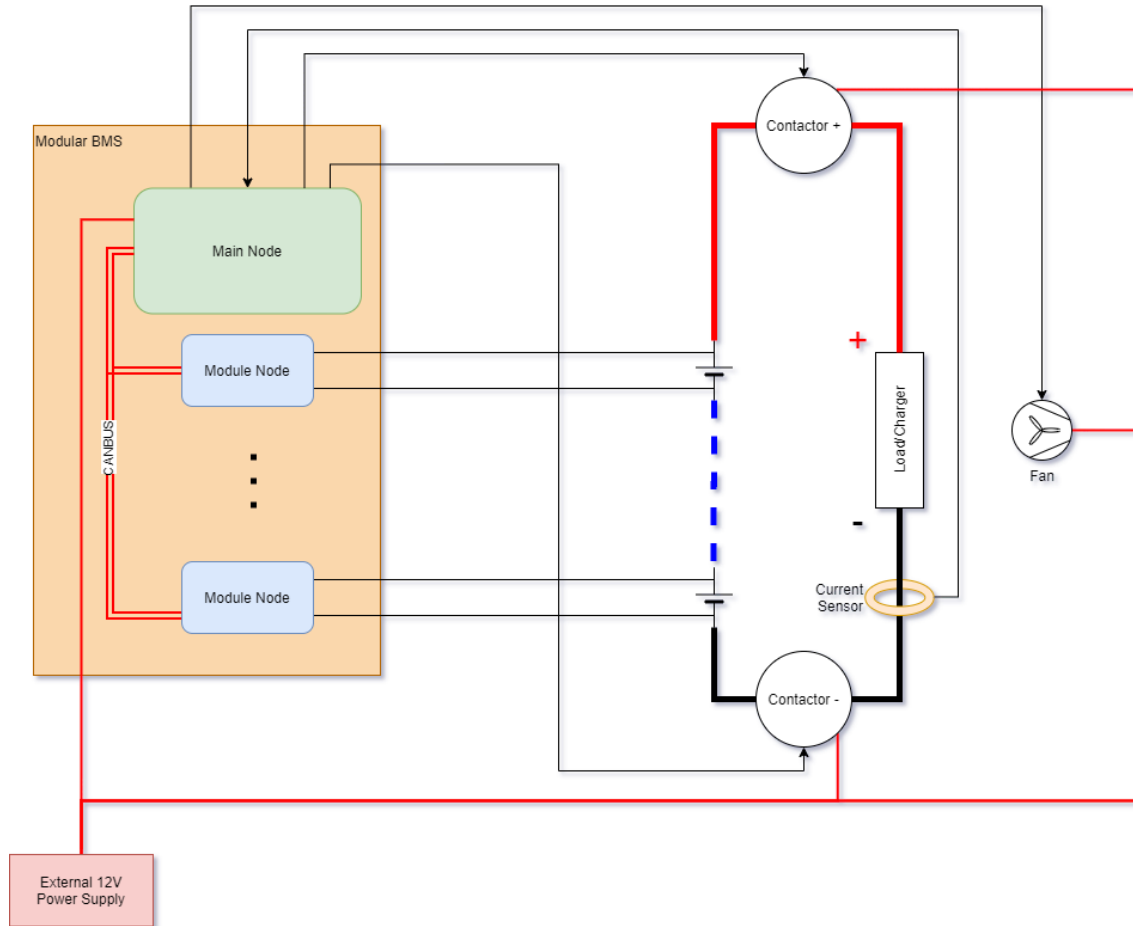 Contactor +
Modular BMS
Main Node
+
Module Node
Load/Charger
CANBUS
Fan
-
Current
Sensor
Module Node
Contactor -
External 12V
Power Supply